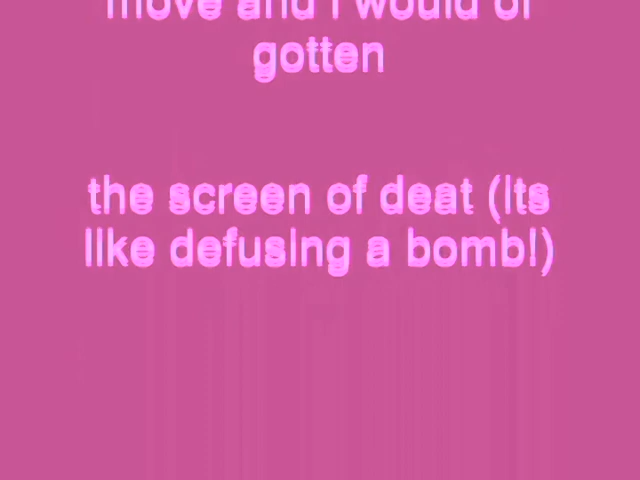 move and I would of
gotten
the screen of deat (its
like defusing a bomb!)